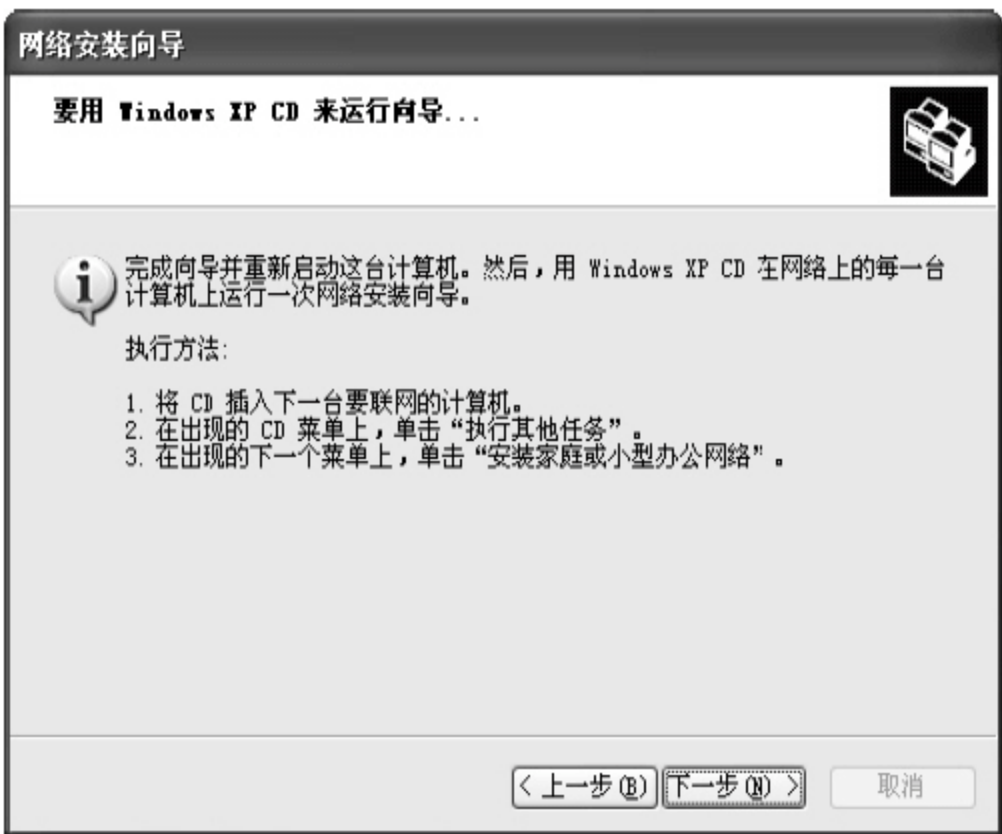 网络安装向导
要用 Windows XP CD 来运行向导...
完成向导并重新启动这台计算机。然后，用 Windows XP CD 在网络上的每一台
计算机上运行一次网络安装向导。
执行方法:
1. 将 CD 插入下一台要联网的计算机。
2. 在出现的 CD 菜单上，单击“执行其他任务”。
3. 在出现的下一个菜单上，单击“安装家庭或小型办公网络”。
< 上一步(B) 下一步(N) > 取消